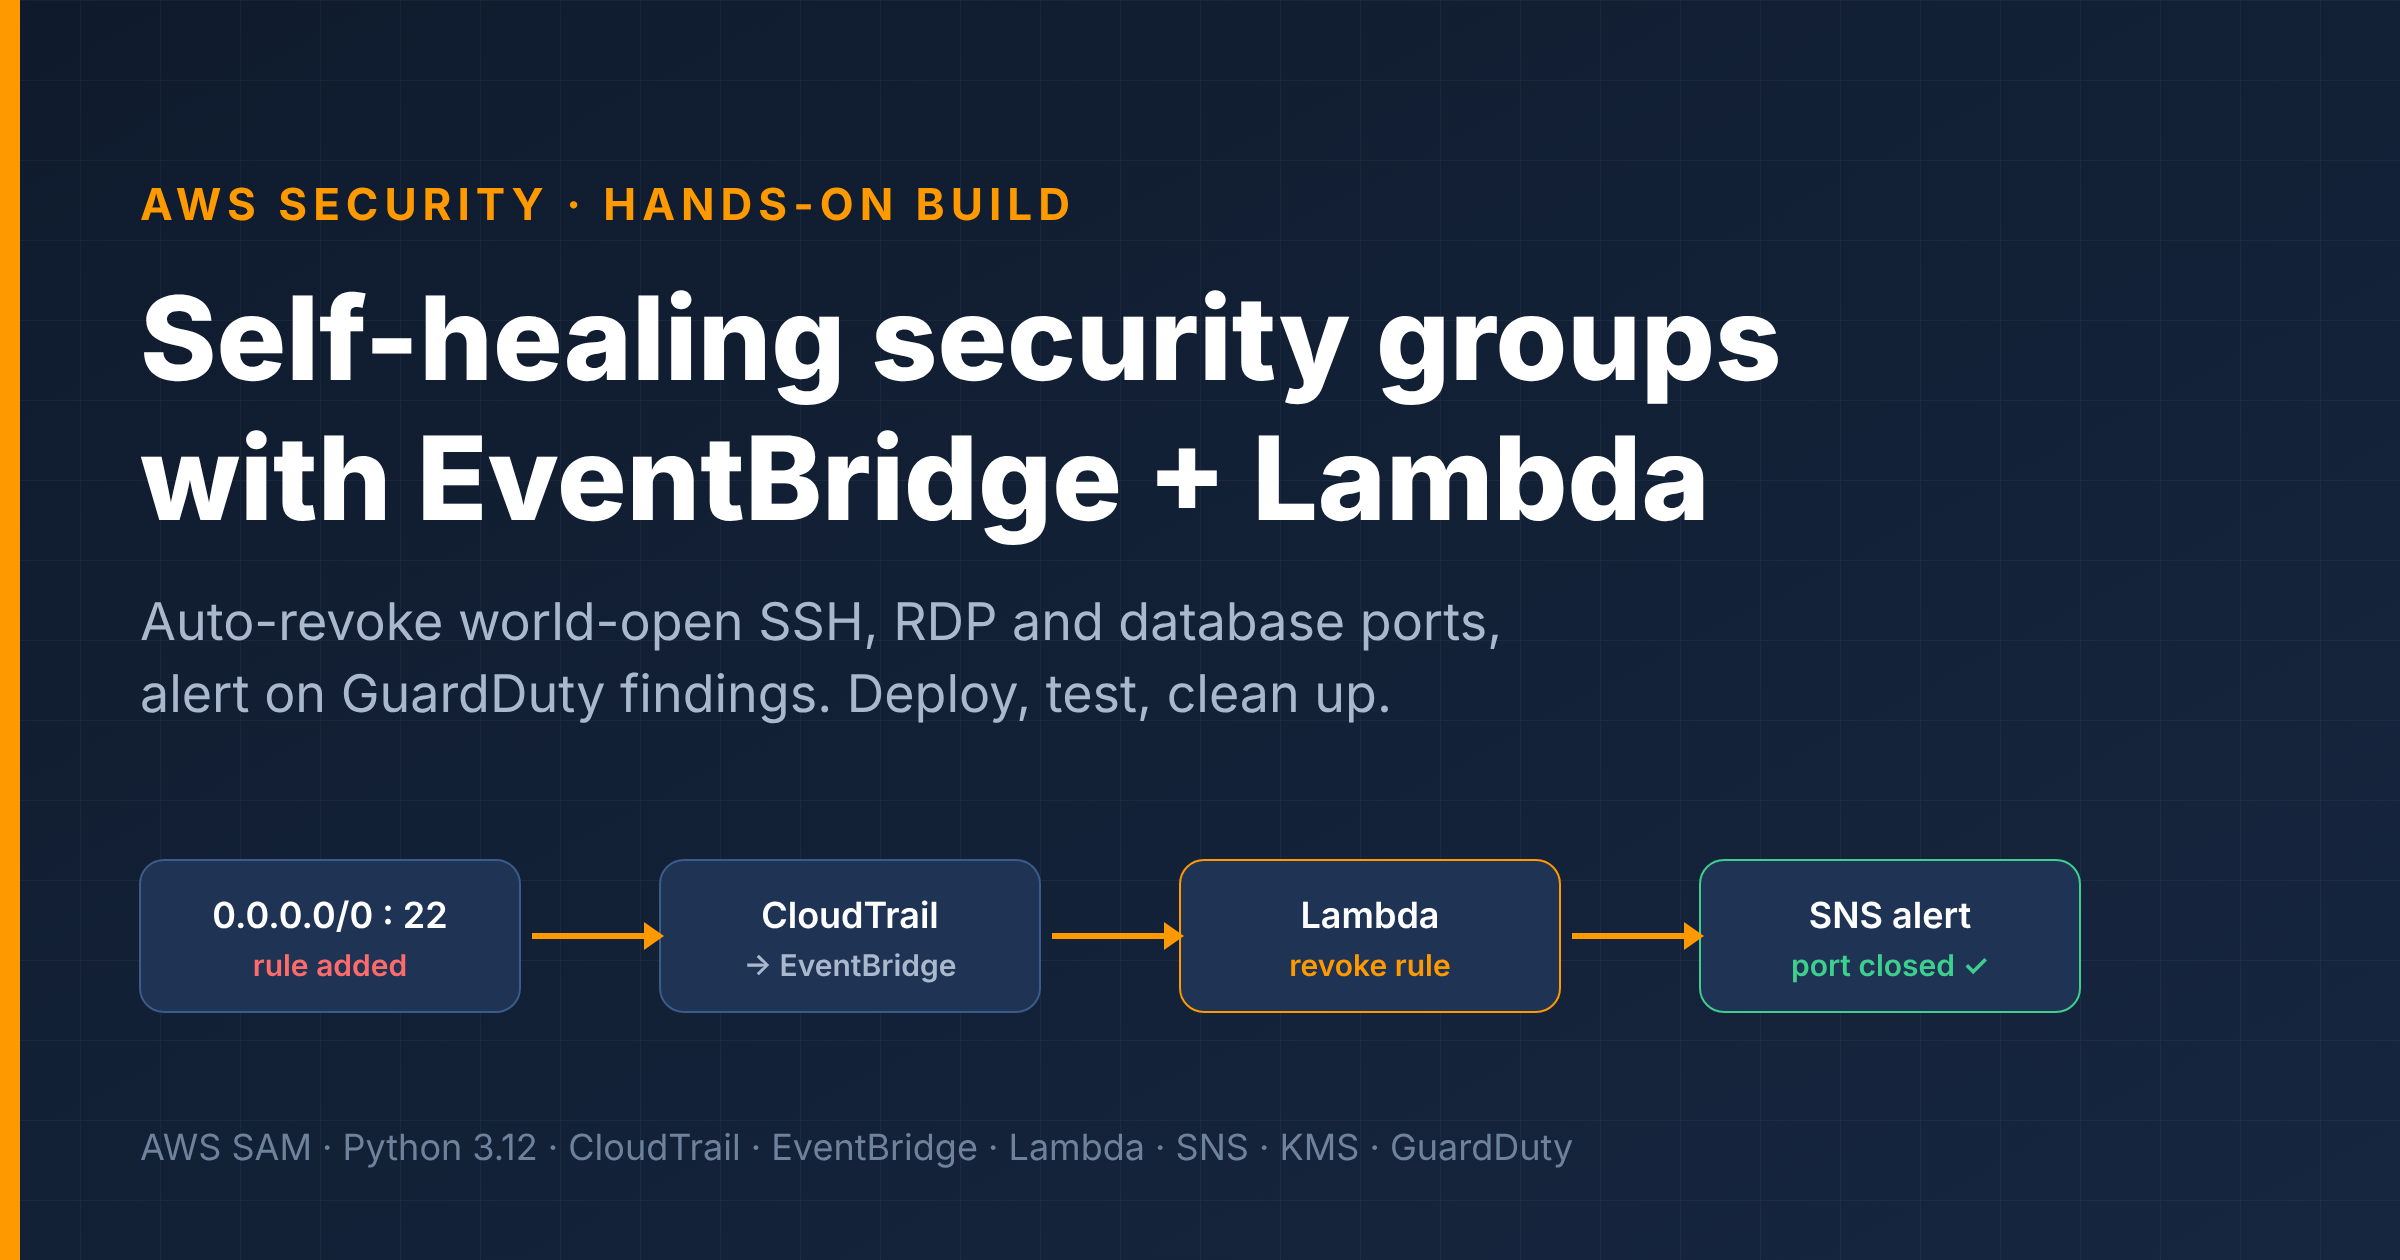 AWS SECURITY · HANDS-ON BUILD
Self-healing security groups
with EventBridge + Lambda
Auto-revoke world-open SSH, RDP and database ports,
alert on GuardDuty findings. Deploy, test, clean up.
0.0.0.0/0 : 22
rule added
CloudTrail
→ EventBridge
Lambda
revoke rule
SNS alert
port closed ✓
AWS SAM · Python 3.12 · CloudTrail · EventBridge · Lambda · SNS · KMS · GuardDuty